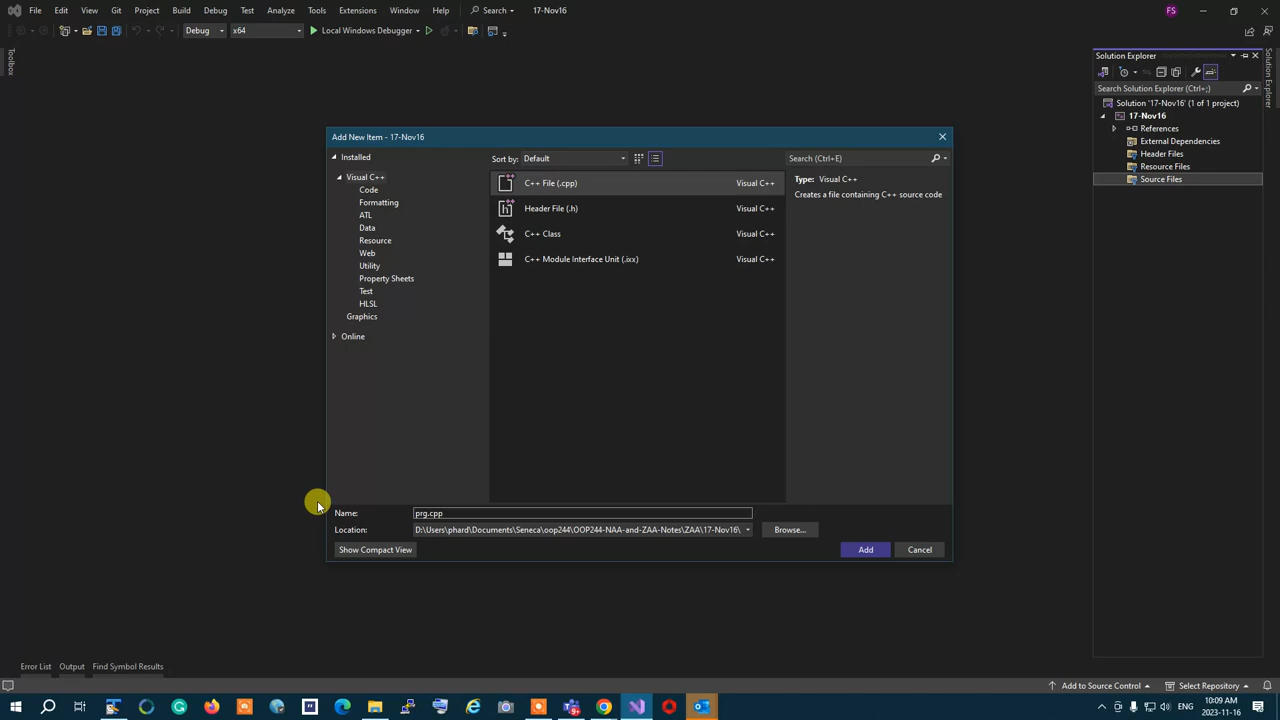 File Edit View Git Project Build Debug Test Analyze Tools Extensions Window Help Search 17-Nov16 FS
Debug x64 Local Windows Debugger
Toolbox
Solution Explorer
Solution Explorer
Search Solution Explorer (Ctrl+;)
Solution '17-Nov16' (1 of 1 project)
17-Nov16
References
External Dependencies
Header Files
Resource Files
Source Files
Add New Item - 17-Nov16
Installed
Visual C++
Code
Formatting
ATL
Data
Resource
Web
Utility
Property Sheets
Test
HLSL
Graphics
Online
Sort by: Default
C++ File (.cpp) Visual C++
Header File (.h) Visual C++
C++ Class Visual C++
C++ Module Interface Unit (.ixx) Visual C++
Search (Ctrl+E)
Type: Visual C++
Creates a file containing C++ source code
Name: prg.cpp
Location: D:\Users\phard\Documents\Seneca\oop244\OOP244-NAA-and-ZAA-Notes\ZAA\17-Nov16\ Browse...
Show Compact View Add Cancel
Error List Output Find Symbol Results
Add to Source Control Select Repository
ENG 10:09 AM 2023-11-16